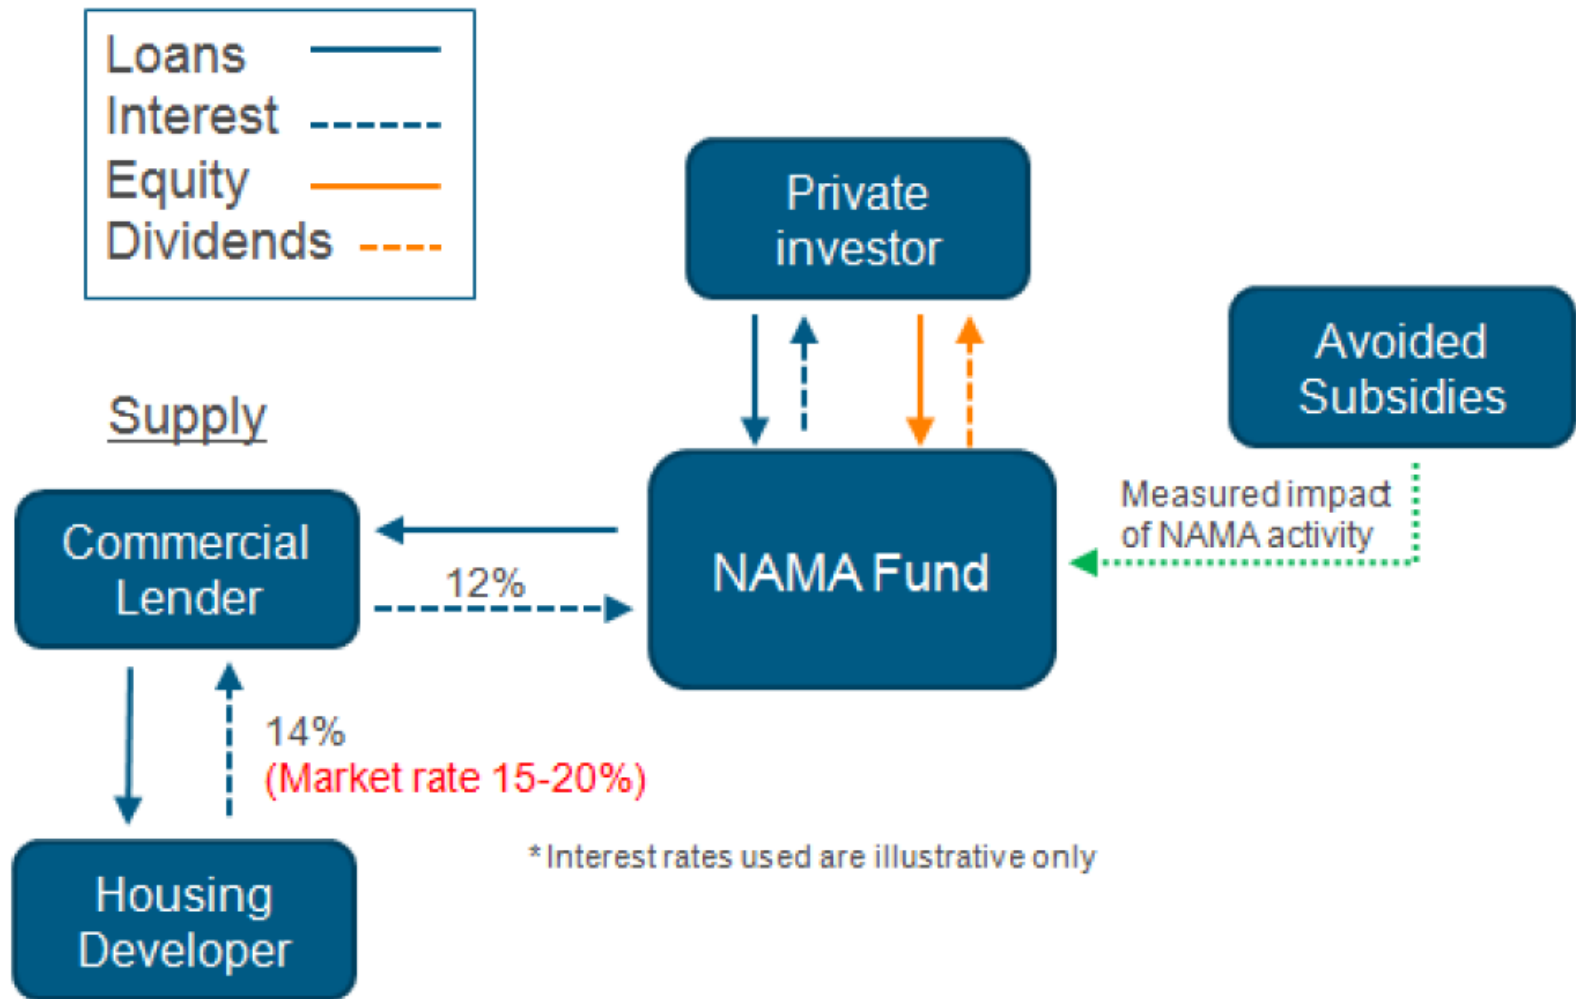 Loans
Interest
Equity
Dividends
Private
investor
Avoided
Subsidies
Supply
Measured impact
of NAMA activity
Commercial
Lender
12%
NAMA Fund
14%
(Market rate 15-20%)
*Interest rates used are illustrative only
Housing
Developer